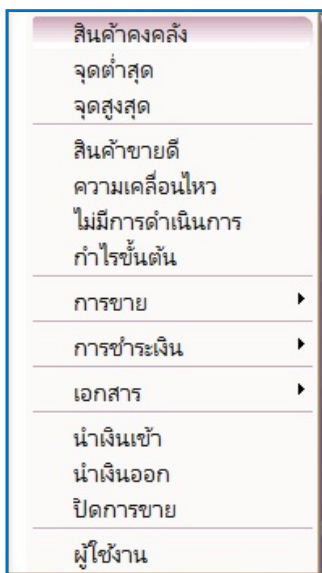 สินค้าคงคลัง
จุดต่ำสุด
จุดสูงสุด
สินค้าขายดี
ความเคลื่อนไหว
ไม่มีการดำเนินการ
กำไรขั้นต้น
การขาย
การชำระเงิน
เอกสาร
นำเงินเข้า
นำเงินออก
ปิดการขาย
ผู้ใช้งาน